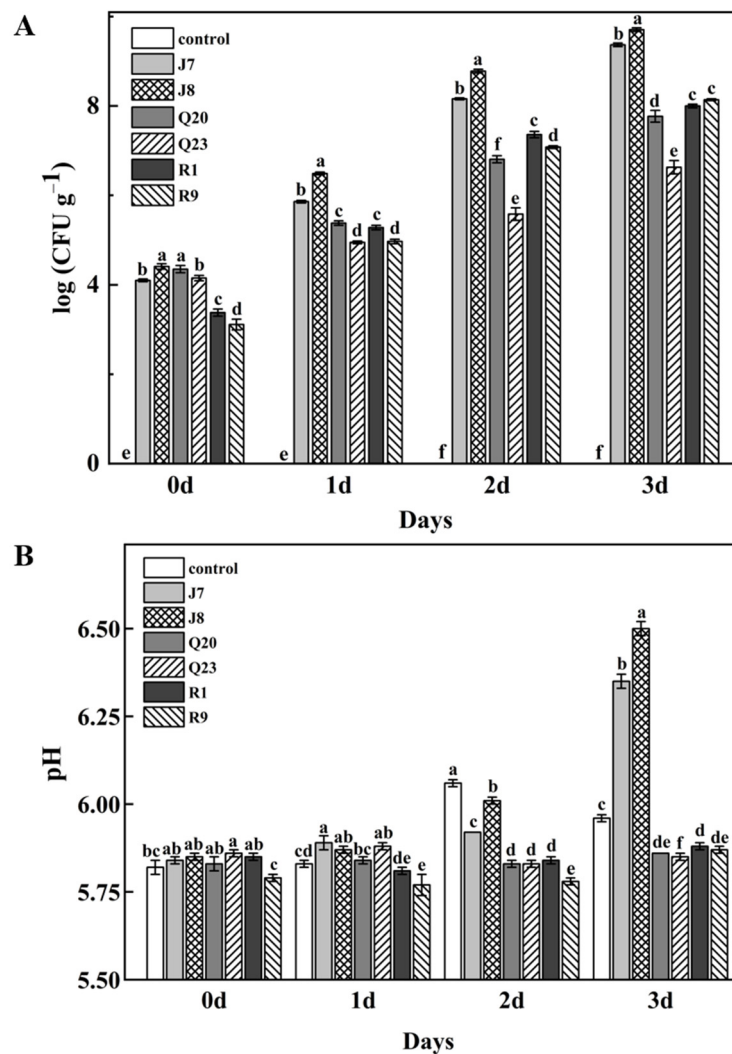 A
log (CFU g⁻¹)
8
4
0
control
J7
J8
Q20
Q23
R1
R9
e b a a b c d
e b a c d c d
f b a f e c d
f b a d e c c
0d 1d 2d 3d
Days
B
pH
6.50
6.25
6.00
5.75
5.50
control
J7
J8
Q20
Q23
R1
R9
bc ab ab ab a ab c
cd a ab bc ab de e
a c b d d d e
c b a de f d de
0d 1d 2d 3d
Days